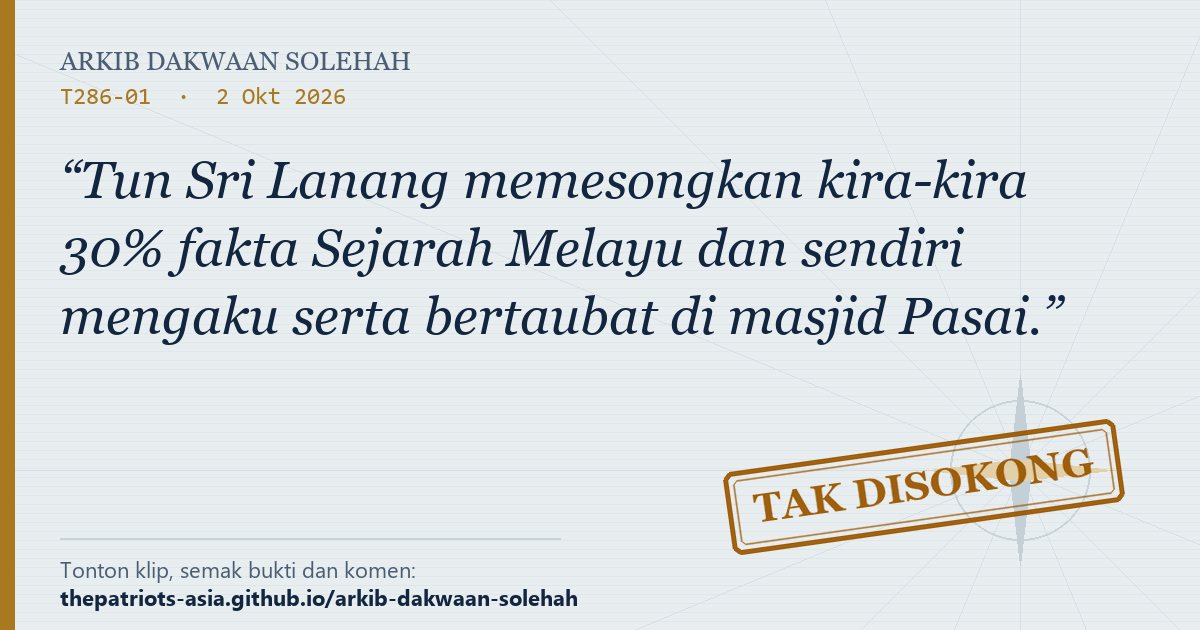 ARKIB DAKWAAN SOLEHAH
T286-01 · 2 Okt 2026
“Tun Sri Lanang memesongkan kira-kira
30% fakta Sejarah Melayu dan sendiri
mengaku serta bertaubat di masjid Pasai.”
TAK DISOKONG
Tonton klip, semak bukti dan komen:
thepatriots-asia.github.io/arkib-dakwaan-solehah